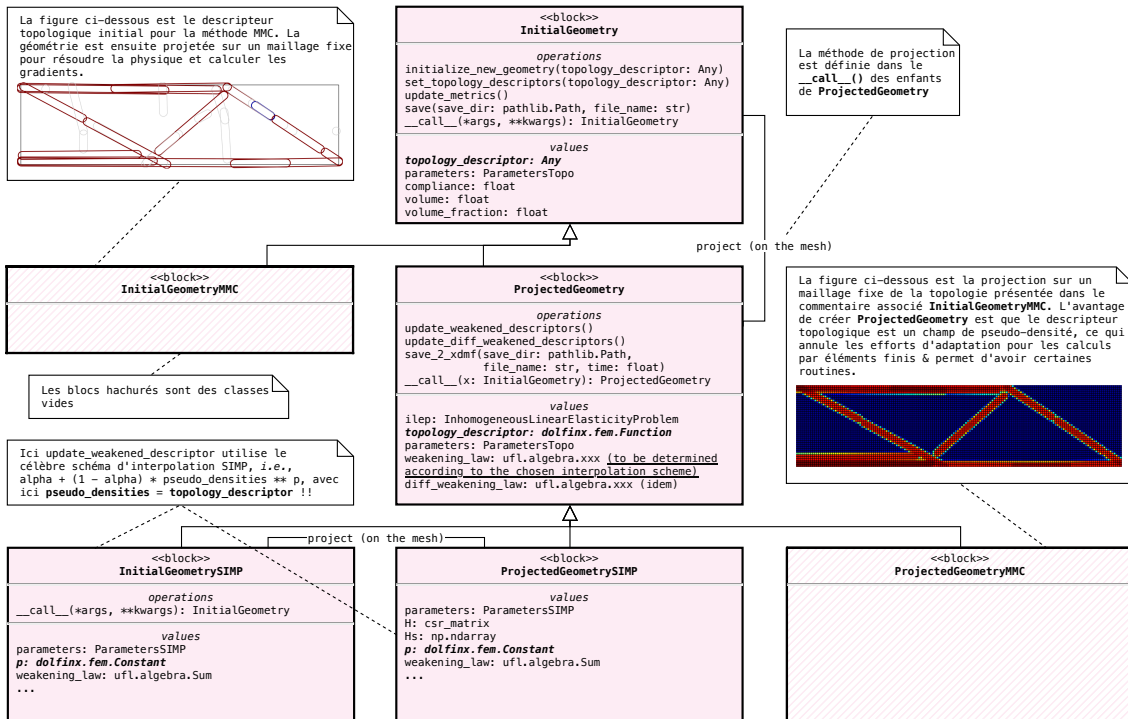 La figure ci-dessous est le descripteur
topologique initial pour la méthode MMC. La
géométrie est ensuite projetée sur un maillage fixe
pour résoudre la physique et calculer les
gradients.
<<block>>
InitialGeometry
operations
initialize_new_geometry(topology_descriptor: Any)
set_topology_descriptors(topology_descriptor: Any)
update_metrics()
save(save_dir: pathlib.Path, file_name: str)
__call__(*args, **kwargs): InitialGeometry
values
topology_descriptor: Any
parameters: ParametersTopo
compliance: float
volume: float
volume_fraction: float
La méthode de projection
est définie dans le
__call__() des enfants
de ProjectedGeometry
project (on the mesh)
<<block>>
InitialGeometryMMC
<<block>>
ProjectedGeometry
operations
update_weakened_descriptors()
update_diff_weakened_descriptors()
save_2_xdmf(save_dir: pathlib.Path,
file_name: str, time: float)
__call__(x: InitialGeometry): ProjectedGeometry
values
ilep: InhomogeneousLinearElasticityProblem
topology_descriptor: dolfinx.fem.Function
parameters: ParametersTopo
weakening_law: ufl.algebra.xxx (to be determined
according to the chosen interpolation scheme)
diff_weakening_law: ufl.algebra.xxx (idem)
La figure ci-dessous est la projection sur un
maillage fixe de la topologie présentée dans le
commentaire associé InitialGeometryMMC. L'avantage
de créer ProjectedGeometry est que le descripteur
topologique est un champ de pseudo-densité, ce qui
annule les efforts d'adaptation pour les calculs
par éléments finis & permet d'avoir certaines
routines.
Les blocs hachurés sont des classes
vides
Ici update_weakened_descriptor utilise le
célèbre schéma d'interpolation SIMP, i.e.,
alpha + (1 - alpha) * pseudo_densities ** p, avec
ici pseudo_densities = topology_descriptor !!
project (on the mesh)
<<block>>
InitialGeometrySIMP
operations
__call__(*args, **kwargs): InitialGeometry
values
parameters: ParametersSIMP
p: dolfinx.fem.Constant
weakening_law: ufl.algebra.Sum
...
<<block>>
ProjectedGeometrySIMP
values
parameters: ParametersSIMP
H: csr_matrix
Hs: np.ndarray
p: dolfinx.fem.Constant
weakening_law: ufl.algebra.Sum
...
<<block>>
ProjectedGeometryMMC